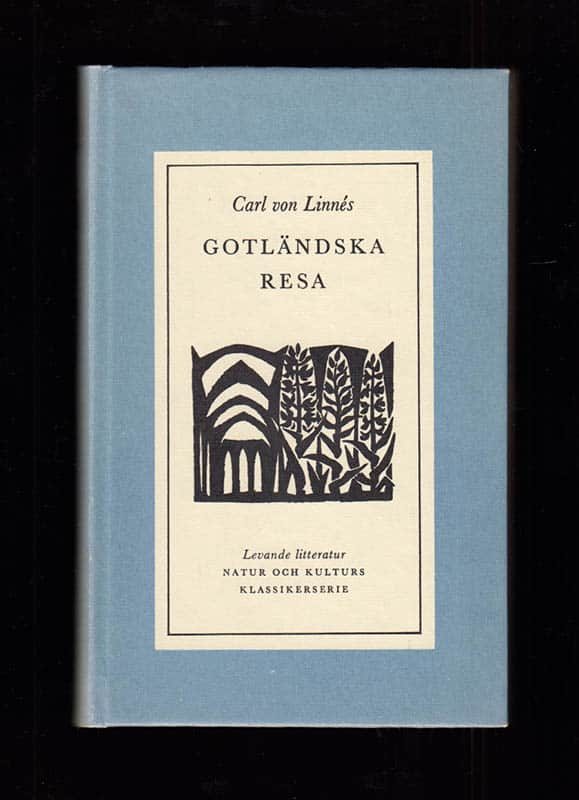 Carl von Linnés
GOTLÄNDSKA
RESA
Levande litteratur
NATUR OCH KULTURS
KLASSIKERSERIE